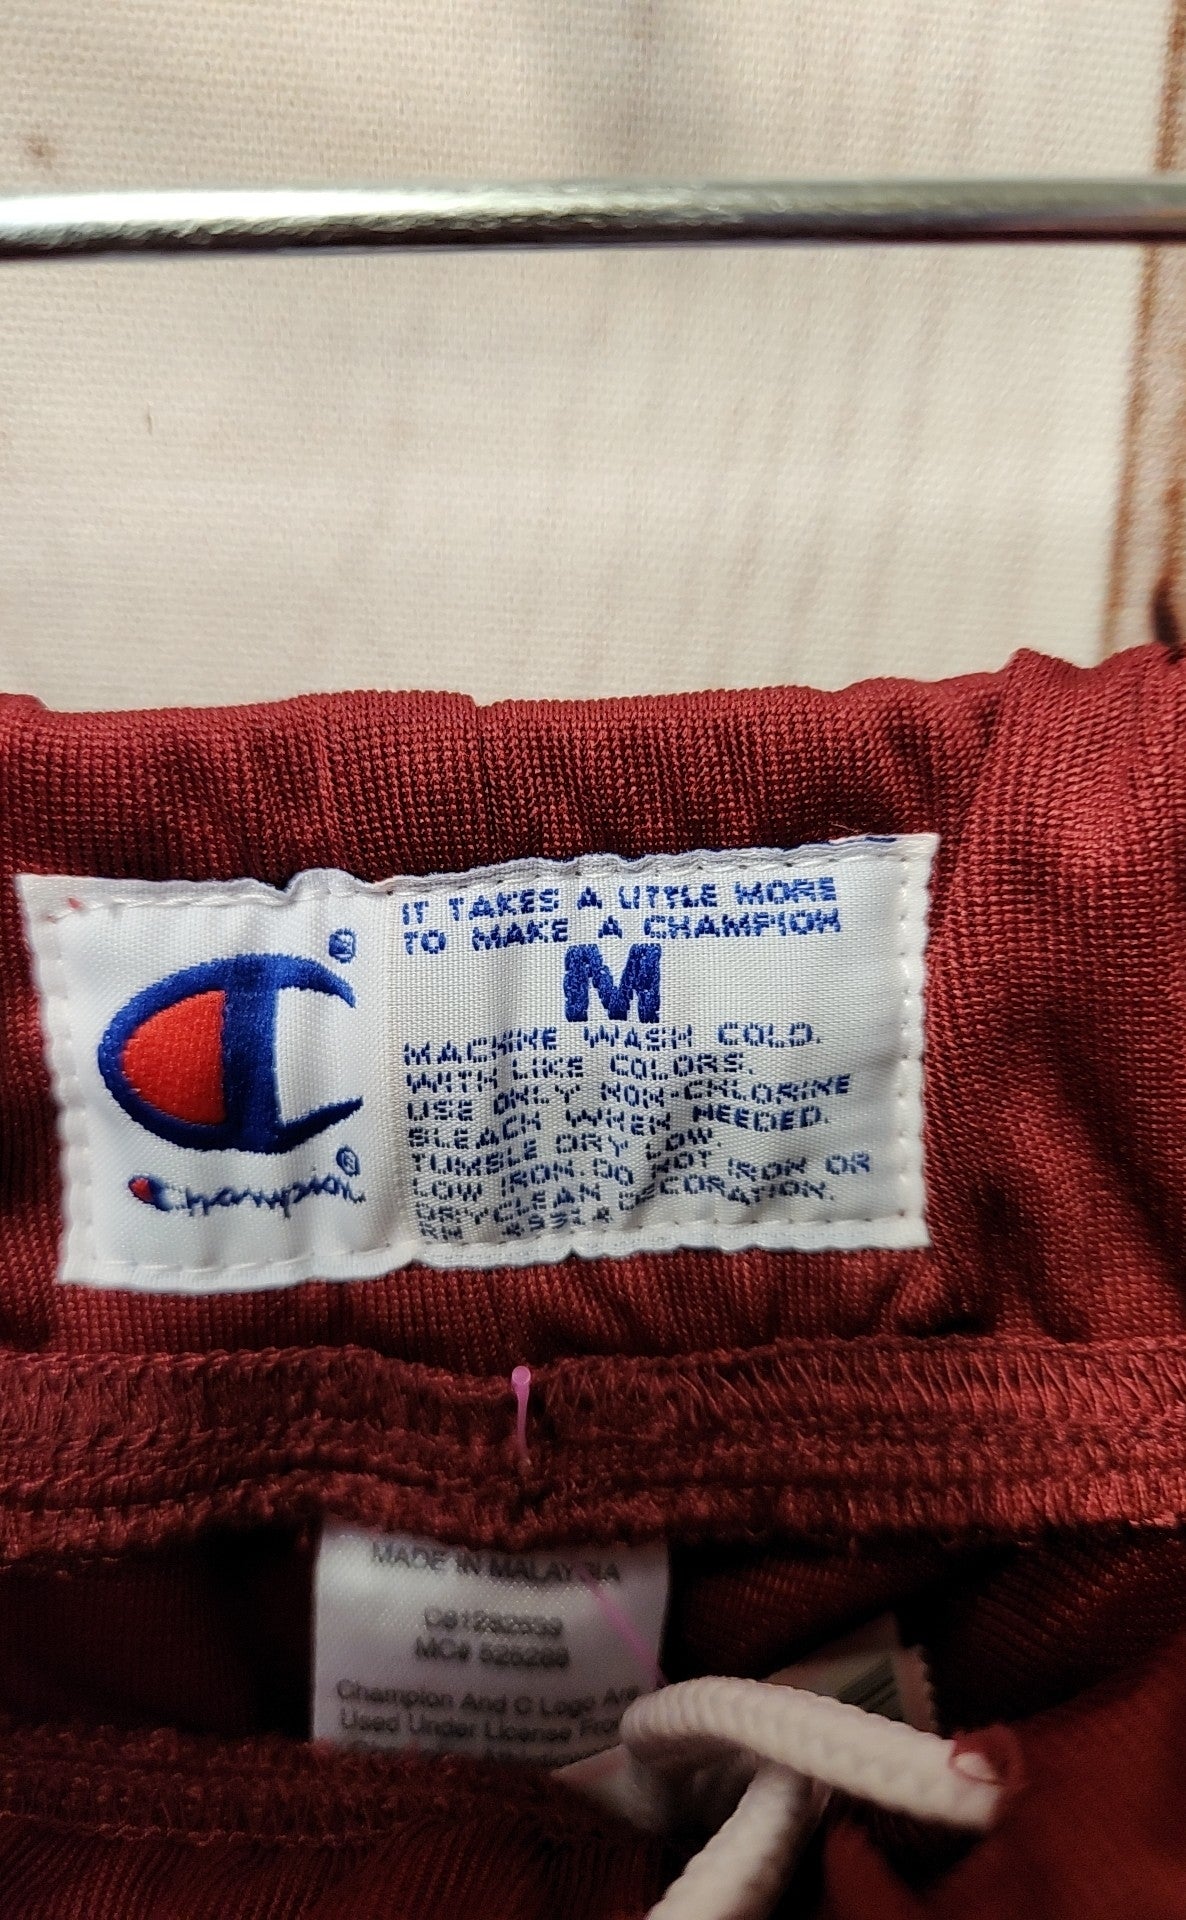 IT TAKES A LITTLE MORE
TO MAKE A CHAMPION
M
MACHINE WASH COLD.
WITH LIKE COLORS.
USE ONLY NON-CHLORINE
BLEACH WHEN NEEDED.
TUMBLE DRY LOW.
LOW IRON. DO NOT IRON OR
DRYCLEAN DECORATION.
RN
®
Champion®
MADE IN MALAYSIA
MC#
Champion And C Logo Are
Used Under License From